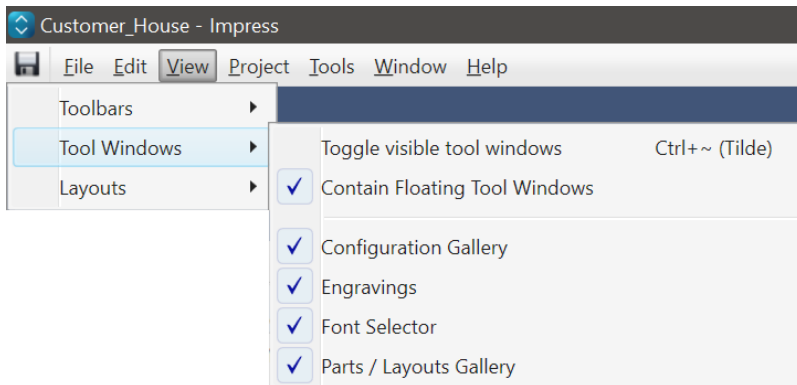 Customer_House - Impress
File Edit View Project Tools Window Help
Toolbars
Tool Windows
Layouts
Toggle visible tool windows Ctrl+~ (Tilde)
Contain Floating Tool Windows
Configuration Gallery
Engravings
Font Selector
Parts / Layouts Gallery